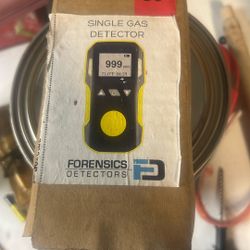 SINGLE GAS
DETECTOR
999
FORENSICS
DETECTORS
FD